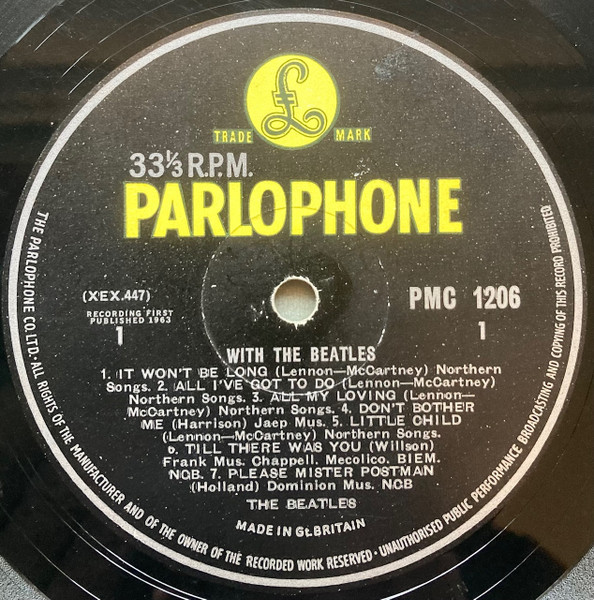 £
TRADE MARK
33⅓ R.P.M.
PARLOPHONE
(XEX.447)
PMC 1206
RECORDING FIRST
PUBLISHED 1963
1
1
WITH THE BEATLES
1. IT WON'T BE LONG (Lennon—McCartney) Northern
Songs. 2. ALL I'VE GOT TO DO (Lennon—McCartney)
Northern Songs. 3. ALL MY LOVING (Lennon—
McCartney) Northern Songs. 4. DON'T BOTHER
ME (Harrison) Jaep Mus. 5. LITTLE CHILD
(Lennon—McCartney) Northern Songs.
6. TILL THERE WAS YOU (Willson)
Frank Mus. Chappell. Mecolico. BIEM.
NCB. 7. PLEASE MISTER POSTMAN
(Holland) Dominion Mus. NCB
THE BEATLES
MADE IN Gt. BRITAIN
THE PARLOPHONE CO. LTD. · ALL RIGHTS OF THE MANUFACTURER AND OF THE OWNER OF THE RECORDED WORK RESERVED · UNAUTHORISED PUBLIC PERFORMANCE BROADCASTING AND COPYING OF THIS RECORD PROHIBITED